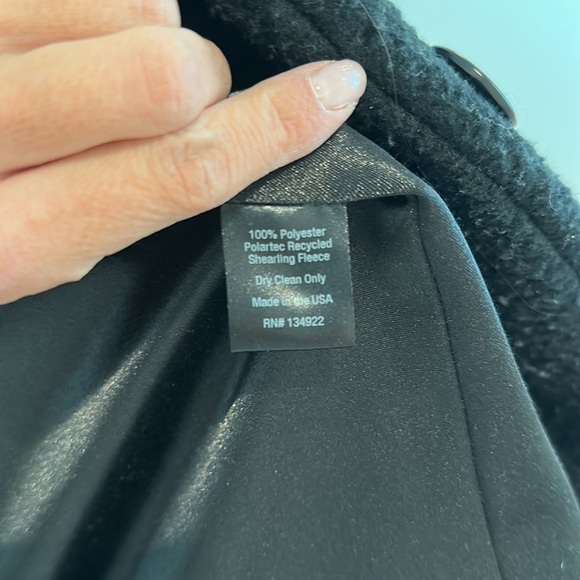 100% Polyester
Polartec Recycled
Shearling Fleece
Dry Clean Only
Made in the USA
RN# 134922